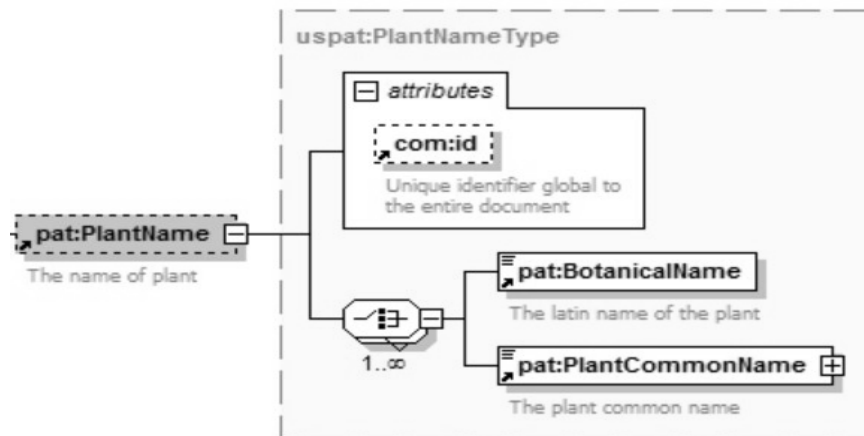 uspat:PlantNameType
attributes
com:id
Unique identifier global to
the entire document
pat:PlantName
The name of plant
pat:BotanicalName
The latin name of the plant
1..∞
pat:PlantCommonName
The plant common name